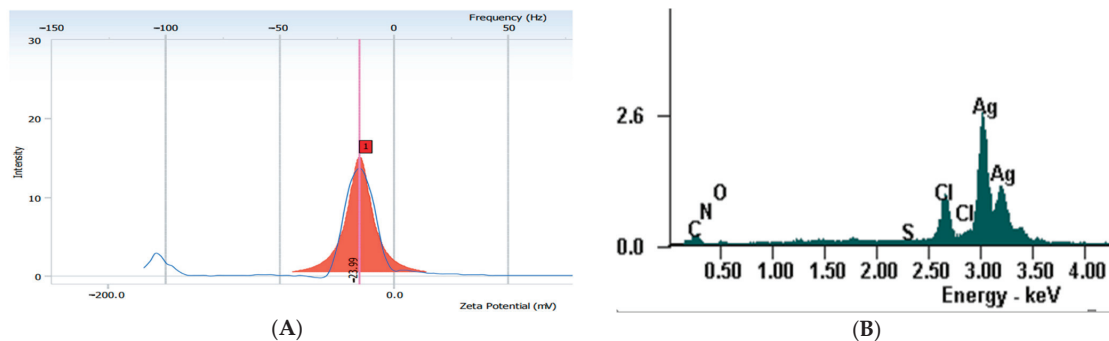 Frequency (Hz)
−150 −100 −50 0 50
30
20
10
0
Intensity
1
−23.99
−200.0 0.0
Zeta Potential (mV)
(A)
2.6
0.0
C N O S Cl Cl Ag Ag
0.50 1.00 1.50 2.00 2.50 3.00 3.50 4.00
Energy - keV
(B)